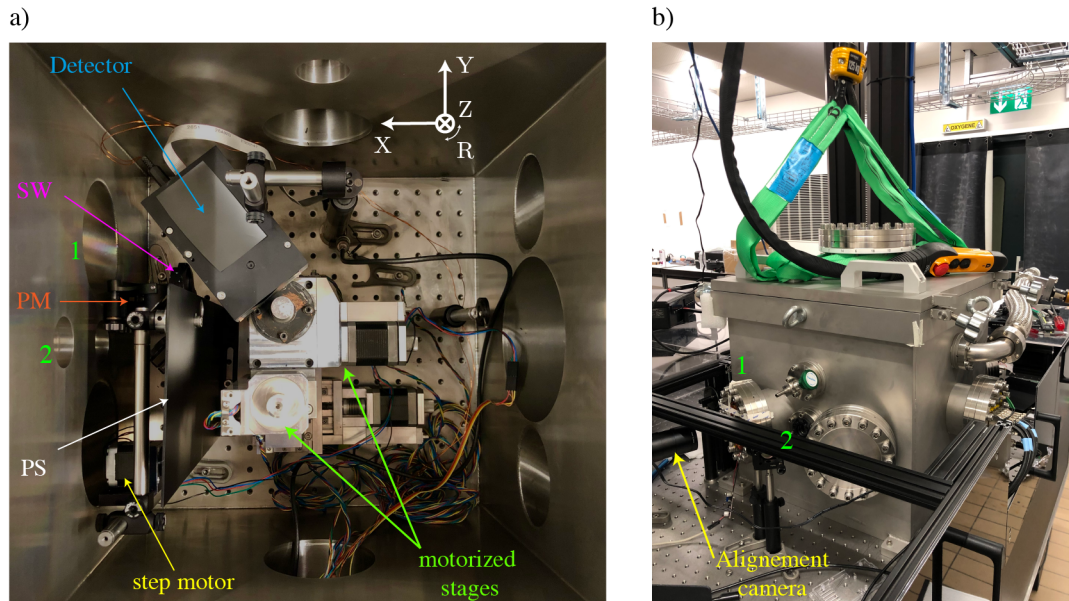 a)
b)
Detector
Y
Z
X
R
SW
1
PM
2
PS
step motor
motorized
stages
OXYGENE
1
2
Alignement
camera